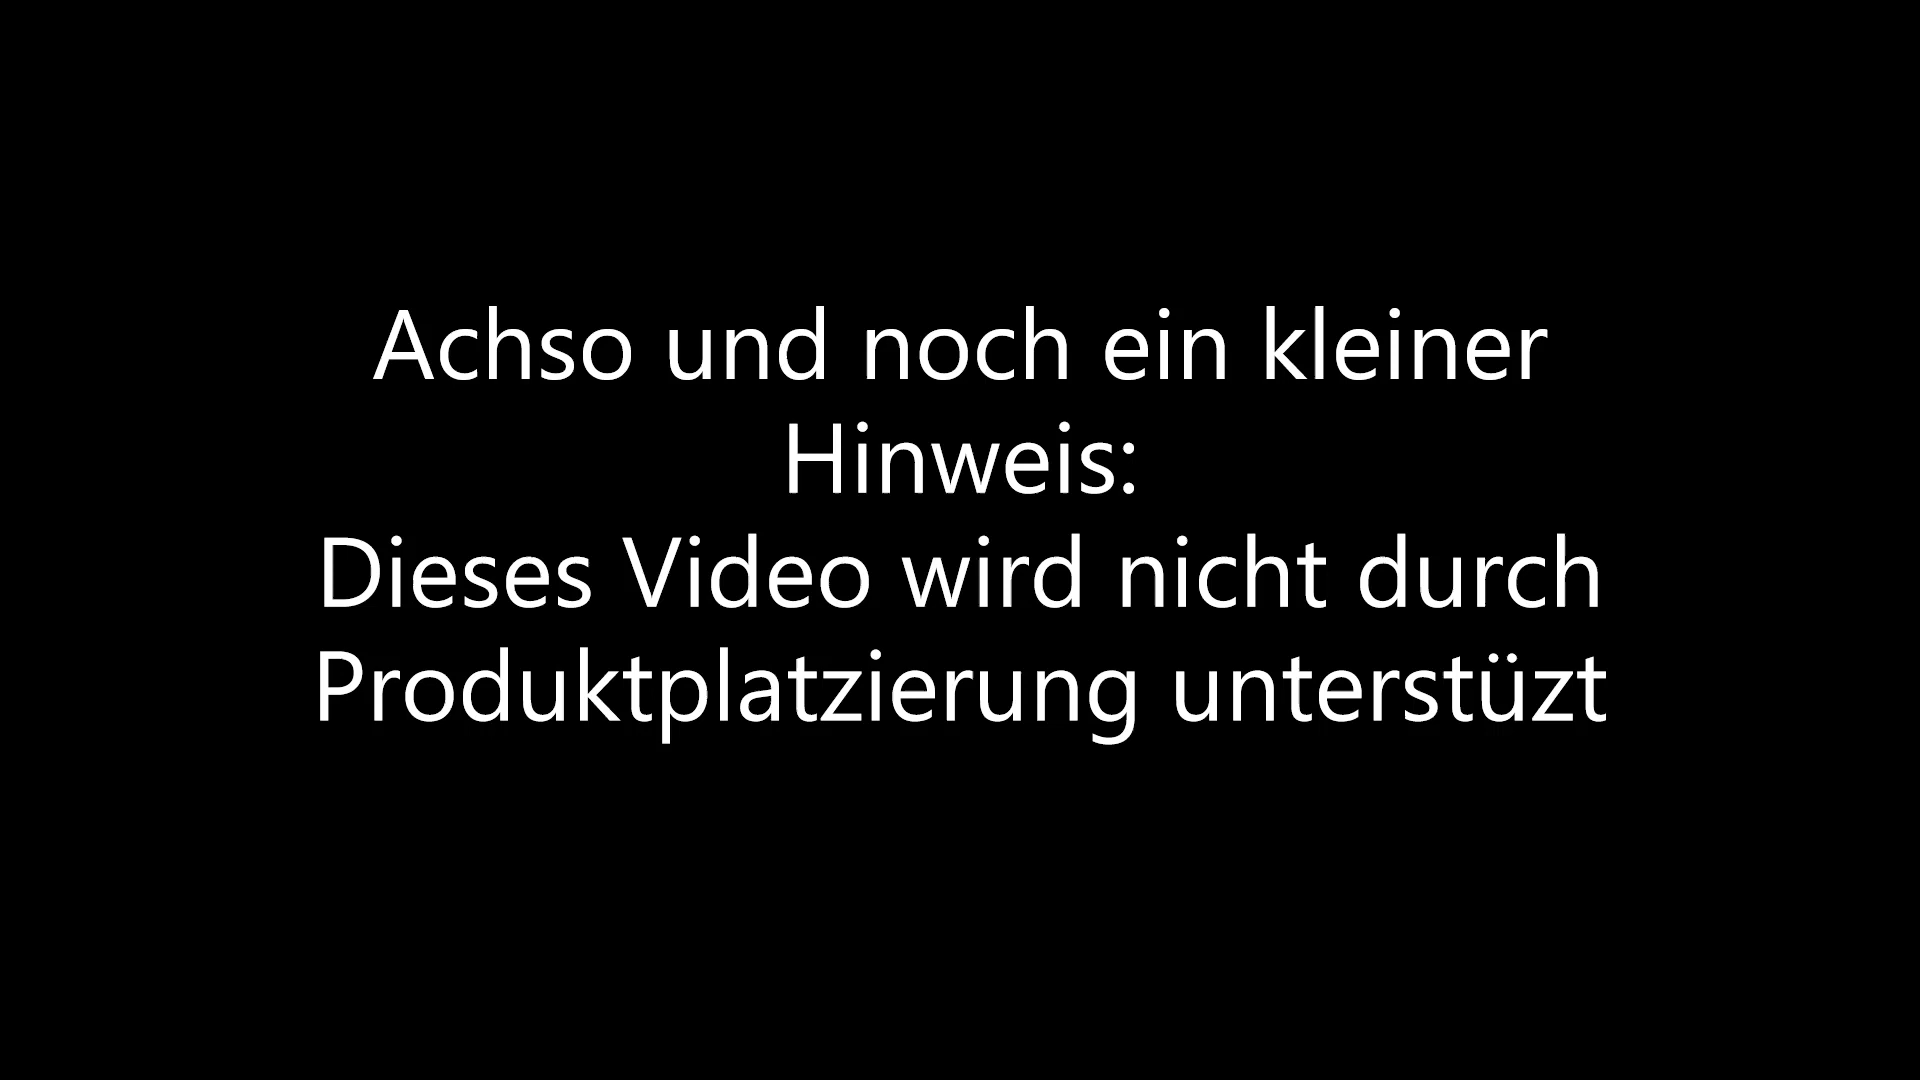 Achso und noch ein kleiner
Hinweis:
Dieses Video wird nicht durch
Produktplatzierung unterstüzt